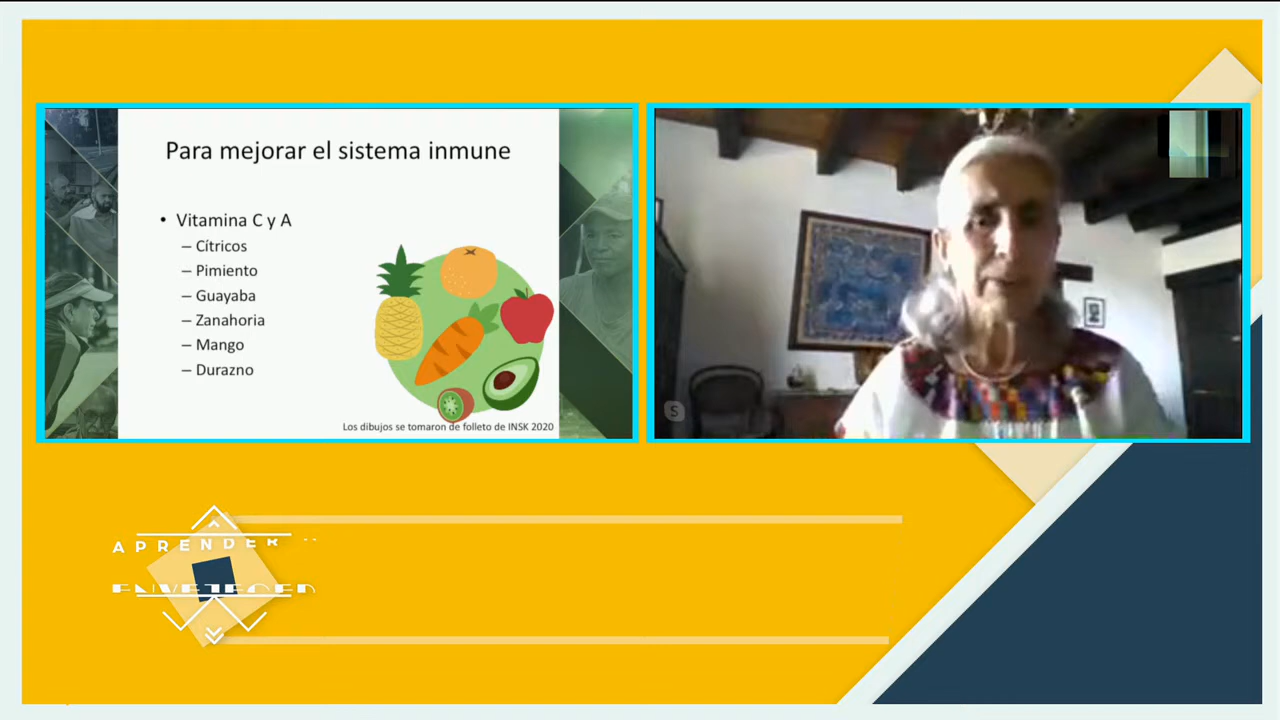 Para mejorar el sistema inmune
• Vitamina C y A
– Cítricos
– Pimiento
– Guayaba
– Zanahoria
– Mango
– Durazno
Los dibujos se tomaron de folleto de INSK 2020
S
APRENDER